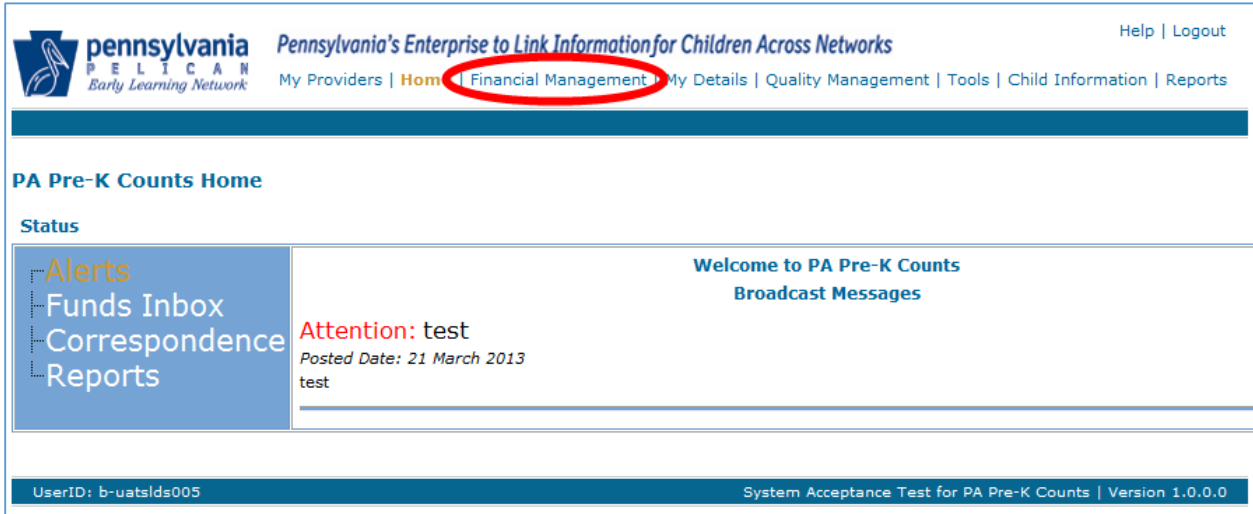 Help | Logout
pennsylvania
PELICAN
Early Learning Network
Pennsylvania's Enterprise to Link Information for Children Across Networks
My Providers | Home | Financial Management | My Details | Quality Management | Tools | Child Information | Reports
PA Pre-K Counts Home
Status
Alerts
Funds Inbox
Correspondence
Reports
Welcome to PA Pre-K Counts
Broadcast Messages
Attention: test
Posted Date: 21 March 2013
test
UserID: b-uatslds005
System Acceptance Test for PA Pre-K Counts | Version 1.0.0.0